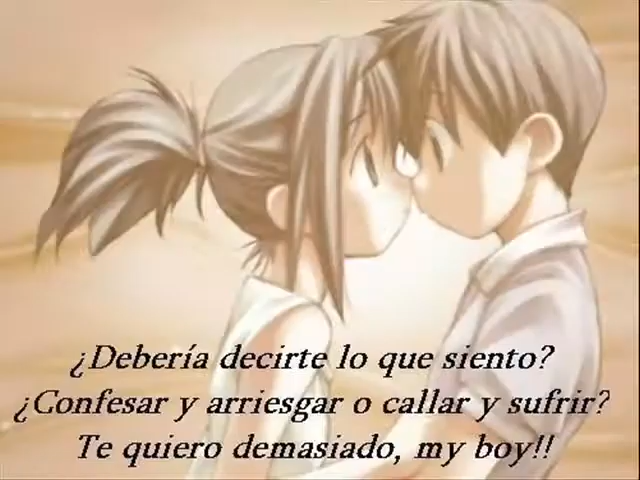 ¿Debería decirte lo que siento?
¿Confesar y arriesgar o callar y sufrir?
Te quiero demasiado, my boy!!